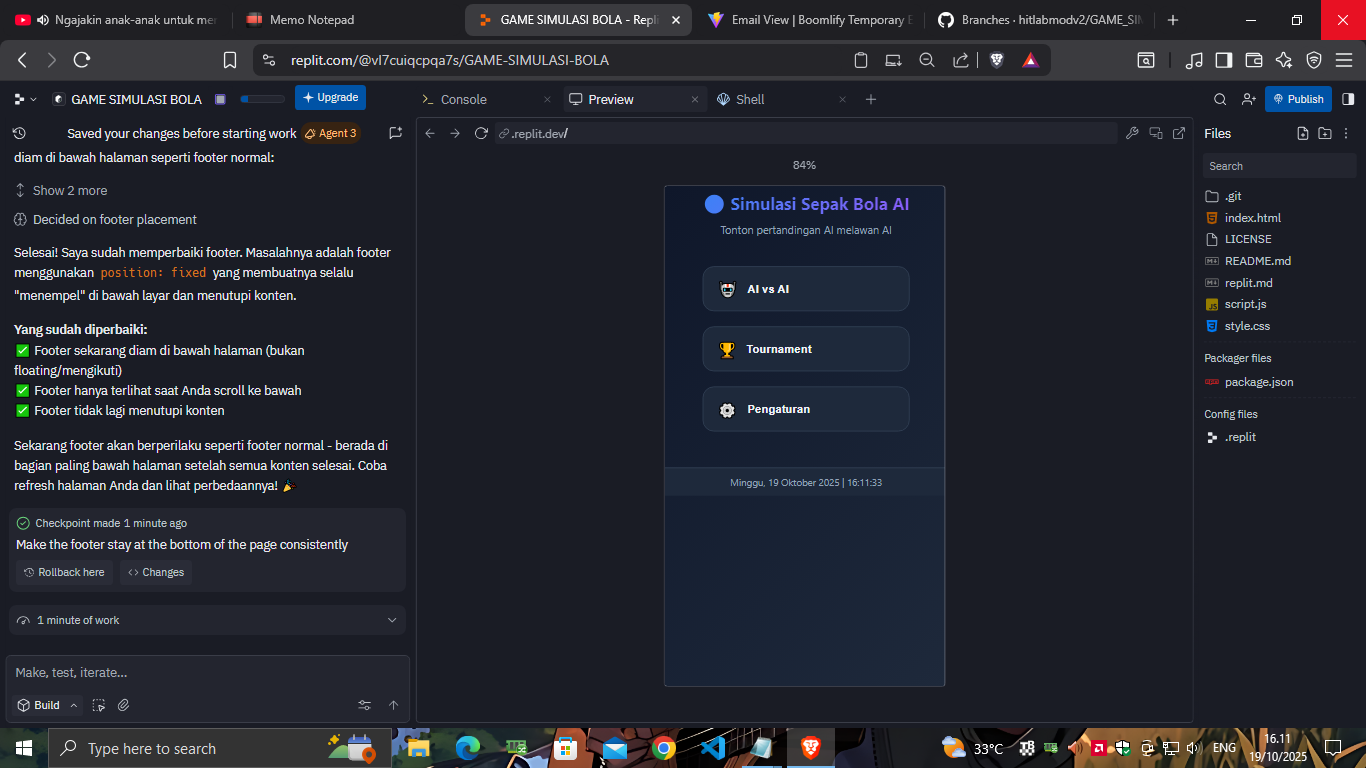 Ngajakin anak-anak untuk me
Memo Notepad
GAME SIMULASI BOLA - Repli
Email View | Boomlify Temporary E
Branches · hitlabmodv2/GAME_SIM
replit.com/@vl7cuiqcpqa7s/GAME-SIMULASI-BOLA
GAME SIMULASI BOLA
Upgrade
Console
Preview
Shell
Publish
Saved your changes before starting work
Agent 3
diam di bawah halaman seperti footer normal:
Show 2 more
Decided on footer placement
Selesai! Saya sudah memperbaiki footer. Masalahnya adalah footer
menggunakan position: fixed yang membuatnya selalu
"menempel" di bawah layar dan menutupi konten.
Yang sudah diperbaiki:
✅ Footer sekarang diam di bawah halaman (bukan
floating/mengikuti)
✅ Footer hanya terlihat saat Anda scroll ke bawah
✅ Footer tidak lagi menutupi konten
Sekarang footer akan berperilaku seperti footer normal - berada di
bagian paling bawah halaman setelah semua konten selesai. Coba
refresh halaman Anda dan lihat perbedaannya! 🎉
Checkpoint made 1 minute ago
Make the footer stay at the bottom of the page consistently
Rollback here
Changes
1 minute of work
Make, test, iterate...
Build
.replit.dev/
84%
Simulasi Sepak Bola AI
Tonton pertandingan AI melawan AI
AI vs AI
Tournament
Pengaturan
Minggu, 19 Oktober 2025 | 16:11:33
Files
Search
.git
index.html
LICENSE
README.md
replit.md
script.js
style.css
Packager files
package.json
Config files
.replit
Type here to search
33°C
ENG
16.11
19/10/2025